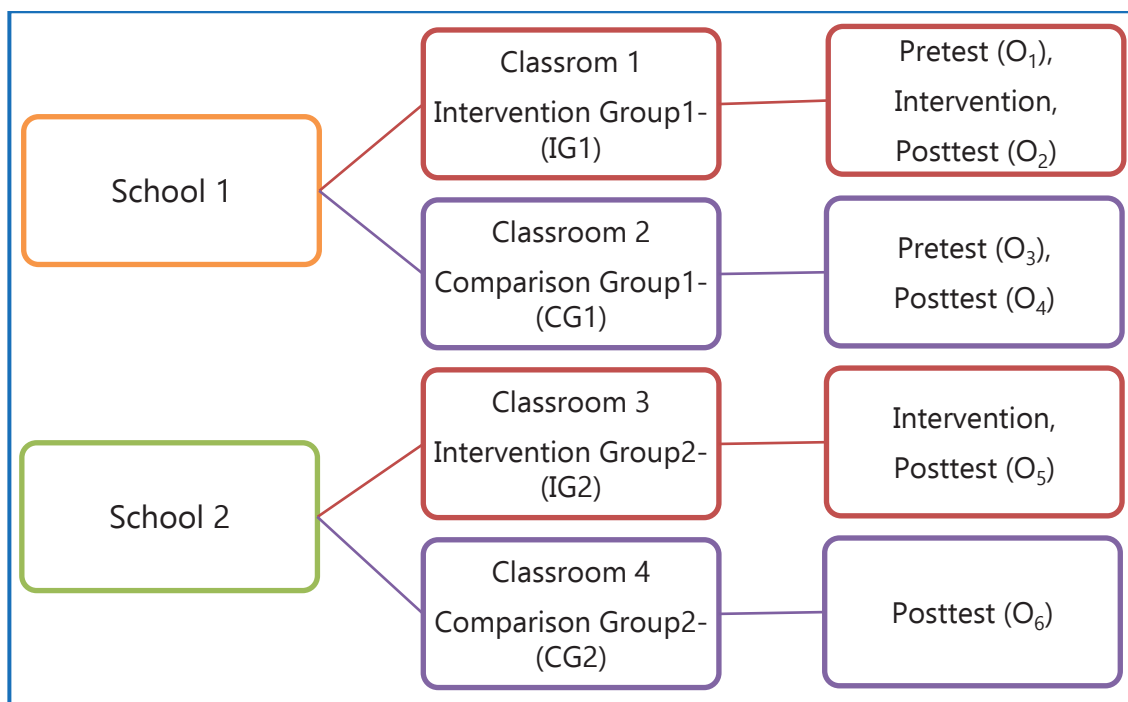 School 1
Classrom 1
Intervention Group1-
(IG1)
Pretest (O₁),
Intervention,
Posttest (O₂)
Classroom 2
Comparison Group1-
(CG1)
Pretest (O₃),
Posttest (O₄)
School 2
Classroom 3
Intervention Group2-
(IG2)
Intervention,
Posttest (O₅)
Classroom 4
Comparison Group2-
(CG2)
Posttest (O₆)